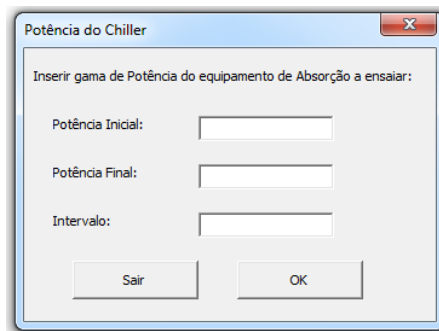 Potência do Chiller
Inserir gama de Potência do equipamento de Absorção a ensaiar:
Potência Inicial:
Potência Final:
Intervalo:
Sair OK